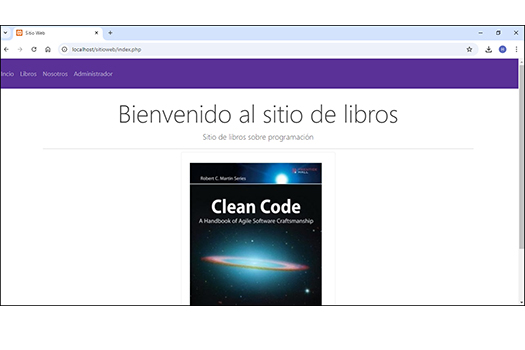 Sitio Web
localhost/sitioweb/index.php
Inicio Libros Nosotros Administrador
Bienvenido al sitio de libros
Sitio de libros sobre programación
Robert C. Martin Series
Clean Code
A Handbook of Agile Software Craftsmanship